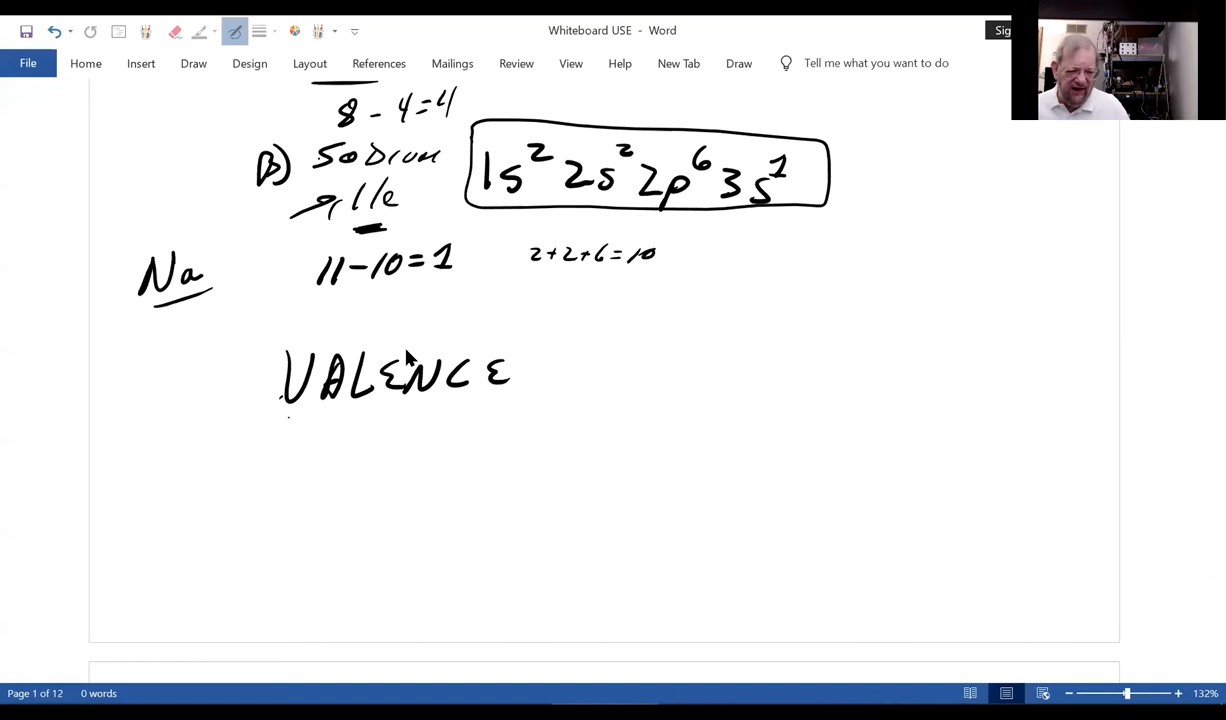 Whiteboard USE - Word
Sig
File Home Insert Draw Design Layout References Mailings Review View Help New Tab Draw Tell me what you want to do
8 - 4 = 4
B) Sodium 1s² 2s² 2p⁶ 3s¹
11e
Na 11 - 10 = 1 2 + 2 + 6 = 10
VALENCE
Page 1 of 12 0 words 132%